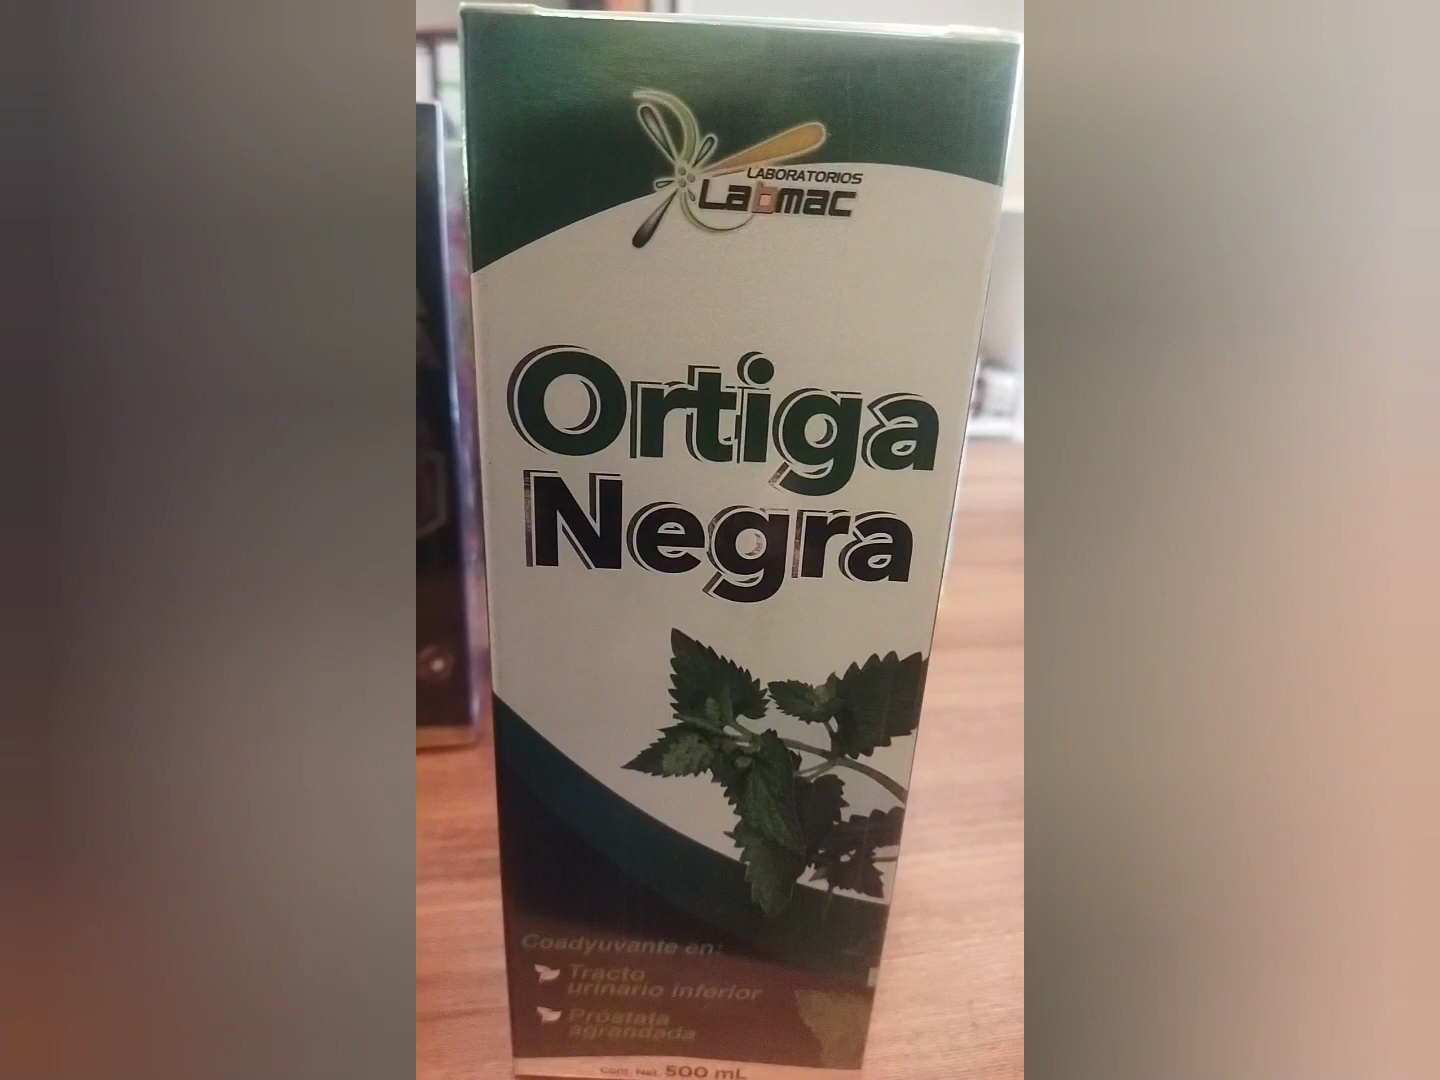 LABORATORIOS
Labmac
Ortiga
Negra
Coadyuvante en:
Tracto
urinario inferior
Próstata
agrandada
Cont. Net. 500 mL